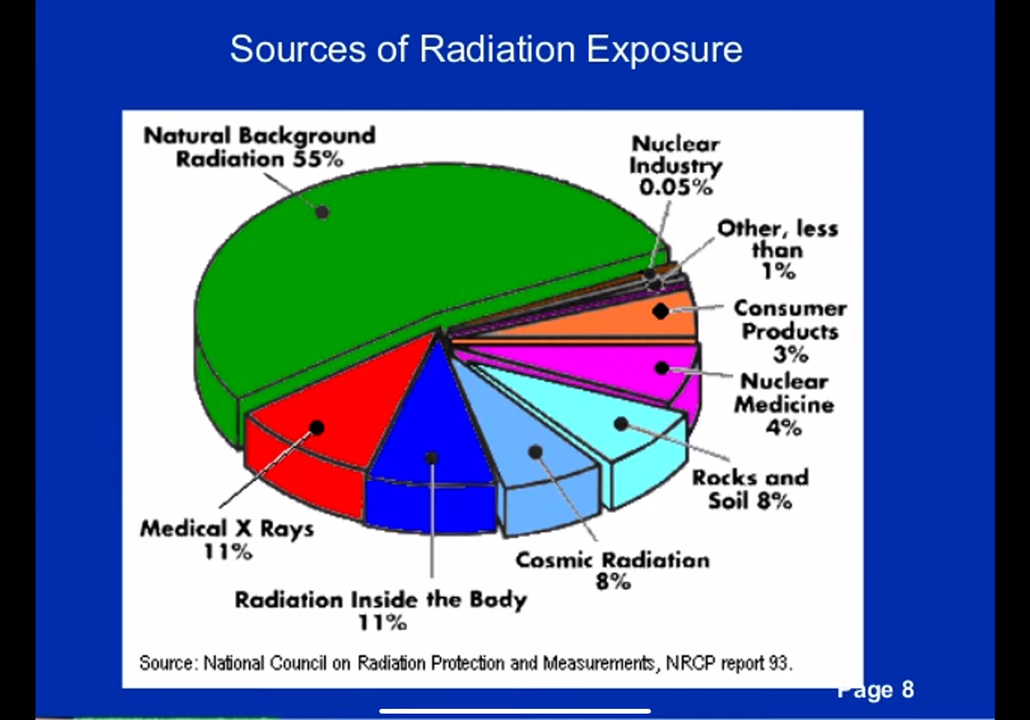 Sources of Radiation Exposure
Natural Background
Radiation 55%
Nuclear
Industry
0.05%
Other, less
than
1%
Consumer
Products
3%
Nuclear
Medicine
4%
Rocks and
Soil 8%
Cosmic Radiation
8%
Radiation Inside the Body
11%
Medical X Rays
11%
Source: National Council on Radiation Protection and Measurements, NRCP report 93.
Page 8